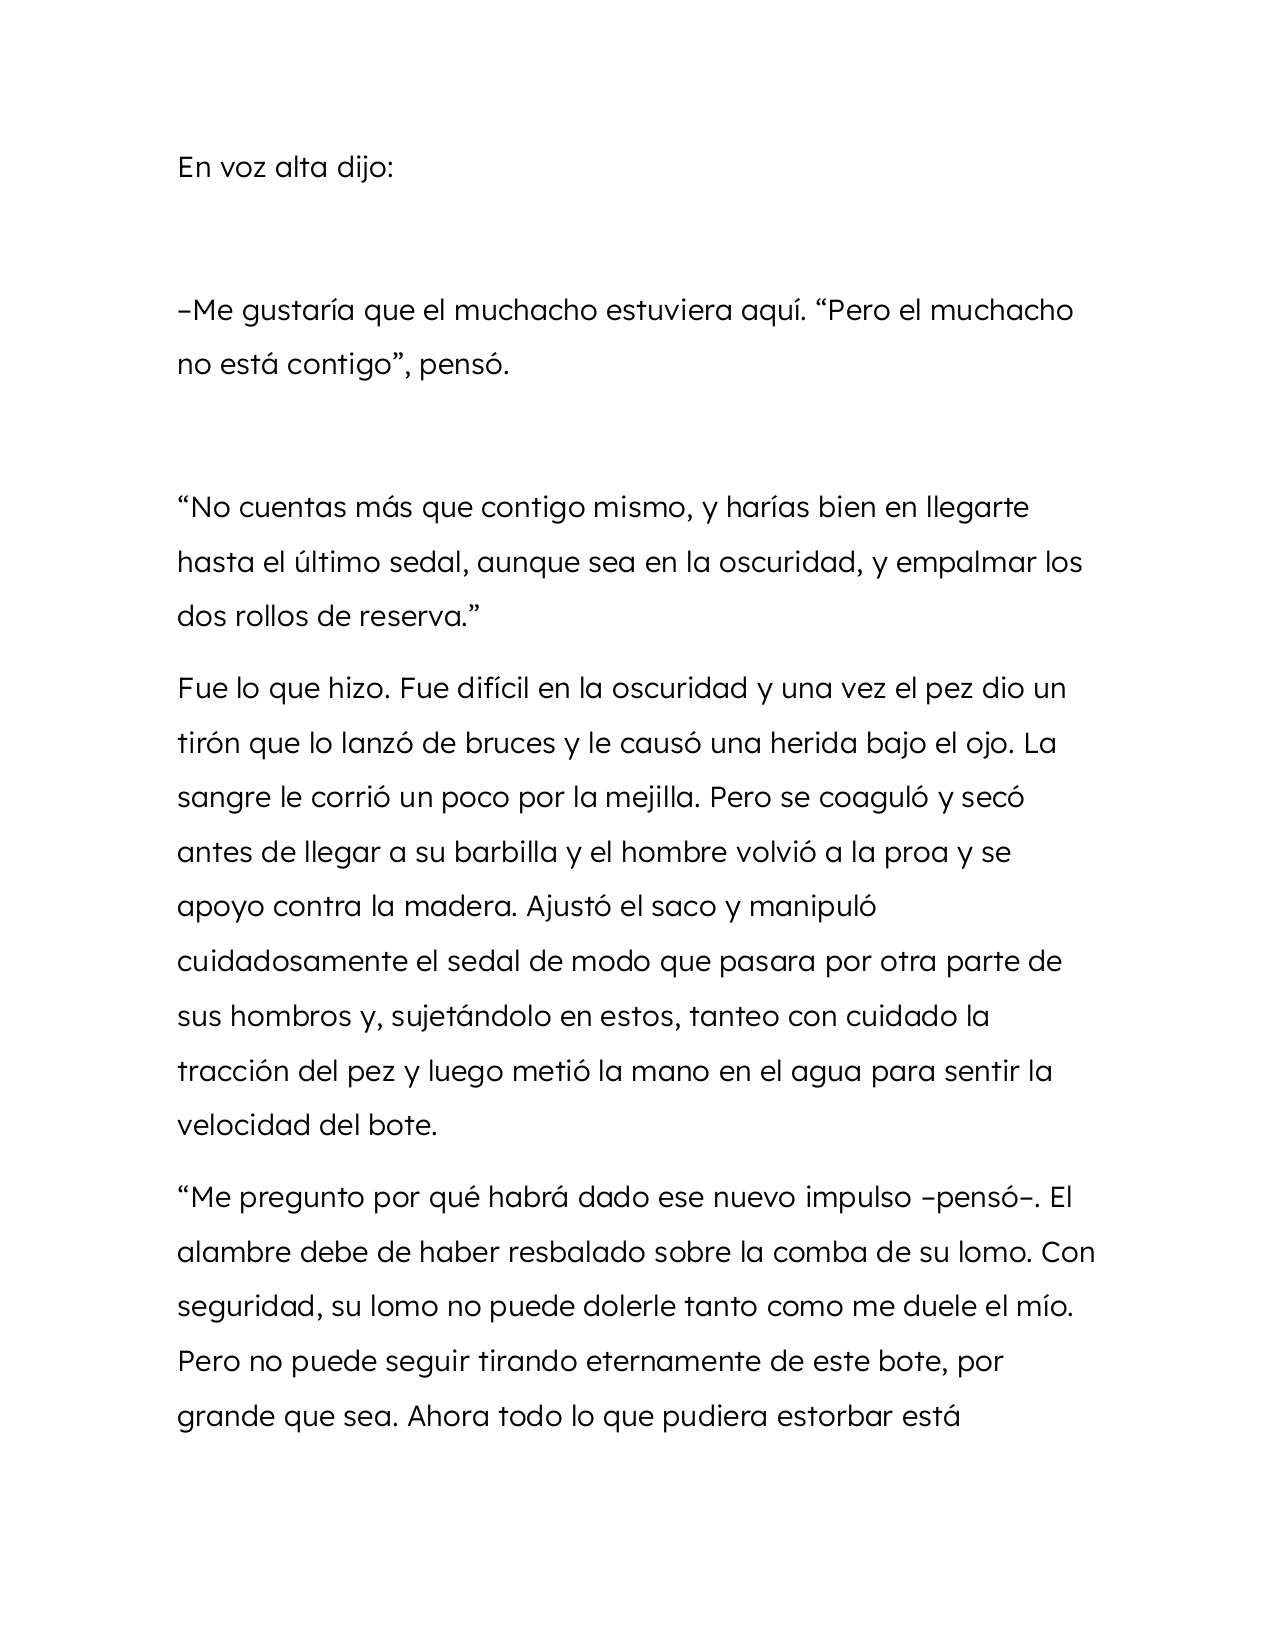 En voz alta dijo:
–Me gustaría que el muchacho estuviera aquí. “Pero el muchacho
no está contigo”, pensó.
“No cuentas más que contigo mismo, y harías bien en llegarte
hasta el último sedal, aunque sea en la oscuridad, y empalmar los
dos rollos de reserva.”
Fue lo que hizo. Fue difícil en la oscuridad y una vez el pez dio un
tirón que lo lanzó de bruces y le causó una herida bajo el ojo. La
sangre le corrió un poco por la mejilla. Pero se coaguló y secó
antes de llegar a su barbilla y el hombre volvió a la proa y se
apoyo contra la madera. Ajustó el saco y manipuló
cuidadosamente el sedal de modo que pasara por otra parte de
sus hombros y, sujetándolo en estos, tanteo con cuidado la
tracción del pez y luego metió la mano en el agua para sentir la
velocidad del bote.
“Me pregunto por qué habrá dado ese nuevo impulso –pensó–. El
alambre debe de haber resbalado sobre la comba de su lomo. Con
seguridad, su lomo no puede dolerle tanto como me duele el mío.
Pero no puede seguir tirando eternamente de este bote, por
grande que sea. Ahora todo lo que pudiera estorbar está